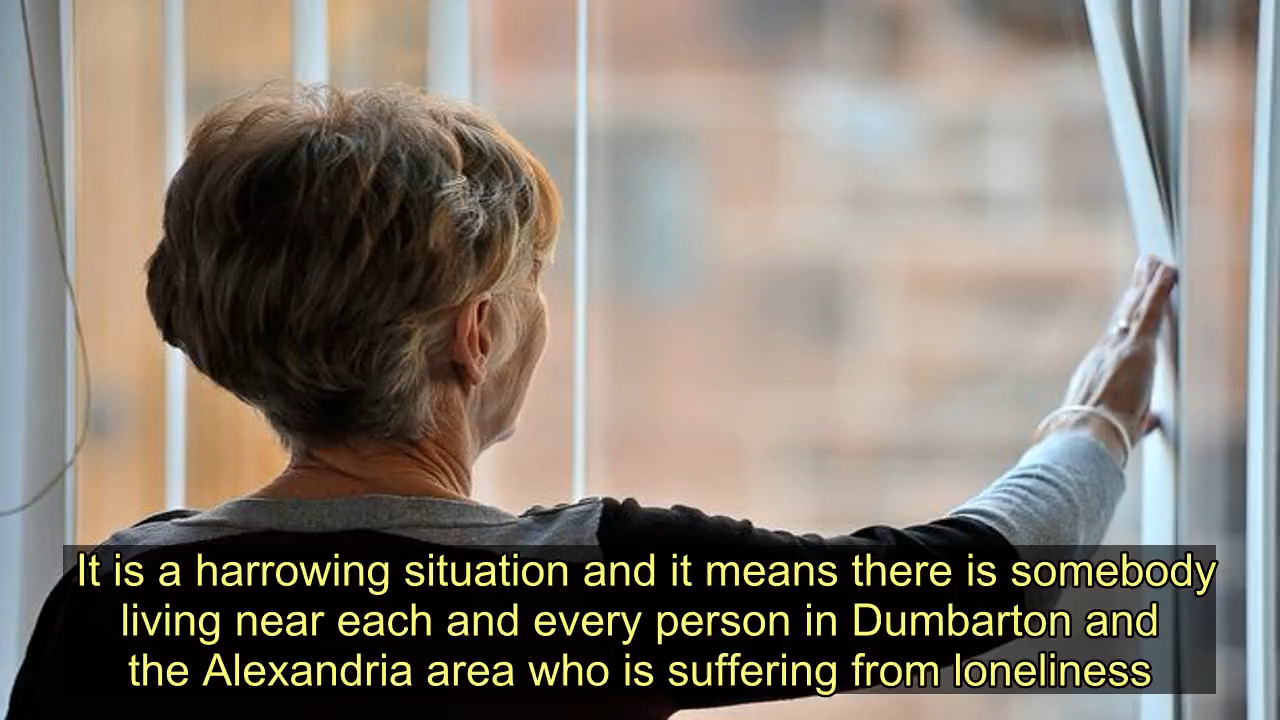 It is a harrowing situation and it means there is somebody
living near each and every person in Dumbarton and
the Alexandria area who is suffering from loneliness